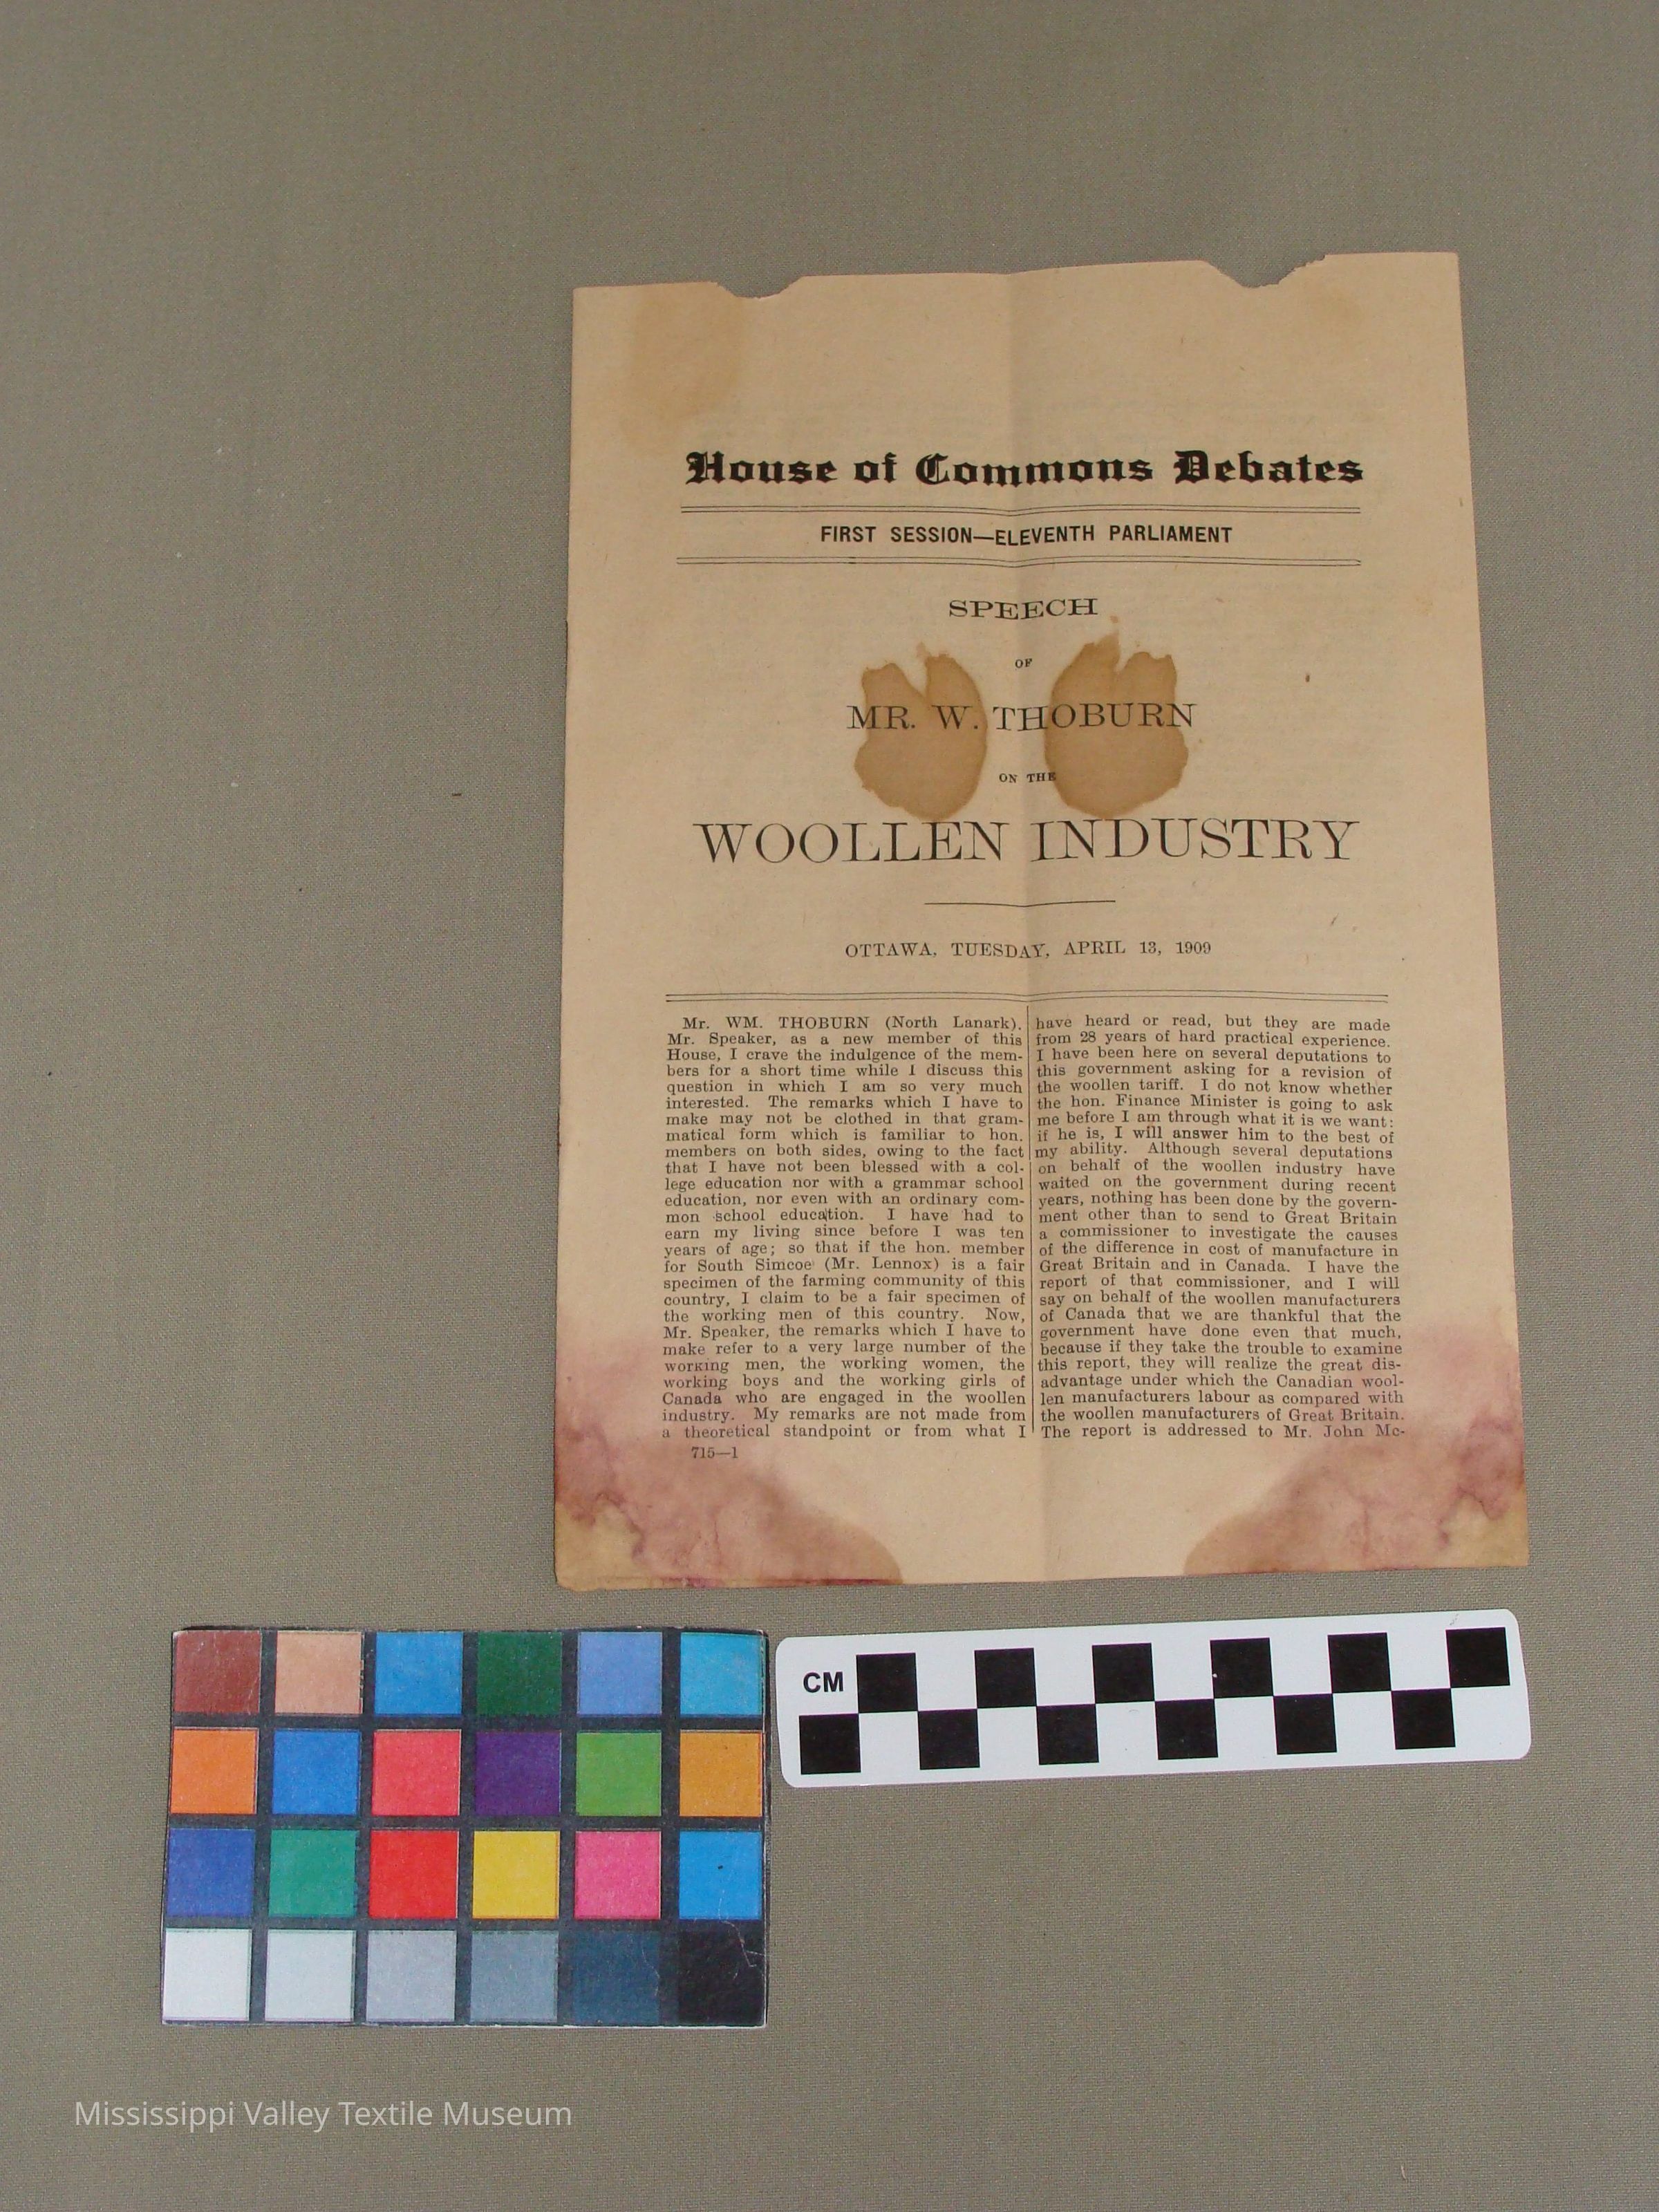 House of Commons Debates
FIRST SESSION—ELEVENTH PARLIAMENT
SPEECH
OF
MR. W. THOBURN
ON THE
WOOLLEN INDUSTRY
OTTAWA, TUESDAY, APRIL 13, 1909
Mr. WM. THOBURN (North Lanark).
Mr. Speaker, as a new member of this
House, I crave the indulgence of the mem-
bers for a short time while I discuss this
question in which I am so very much
interested. The remarks which I have to
make may not be clothed in that gram-
matical form which is familiar to hon.
members on both sides, owing to the fact
that I have not been blessed with a col-
lege education nor with a grammar school
education, nor even with an ordinary com-
mon school education. I have had to
earn my living since before I was ten
years of age; so that if the hon. member
for South Simcoe (Mr. Lennox) is a fair
specimen of the farming community of this
country, I claim to be a fair specimen of
the working men of this country. Now,
Mr. Speaker, the remarks which I have to
make refer to a very large number of the
working men, the working women, the
working boys and the working girls of
Canada who are engaged in the woollen
industry. My remarks are not made from
a theoretical standpoint or from what I
715—1
have heard or read, but they are made
from 28 years of hard practical experience.
I have been here on several deputations to
this government asking for a revision of
the woollen tariff. I do not know whether
the hon. Finance Minister is going to ask
me before I am through what it is we want:
if he is, I will answer him to the best of
my ability. Although several deputations
on behalf of the woollen industry have
waited on the government during recent
years, nothing has been done by the govern-
ment other than to send to Great Britain
a commissioner to investigate the causes
of the difference in cost of manufacture in
Great Britain and in Canada. I have the
report of that commissioner, and I will
say on behalf of the woollen manufacturers
of Canada that we are thankful that the
government have done even that much,
because if they take the trouble to examine
this report, they will realize the great dis-
advantage under which the Canadian wool-
len manufacturers labour as compared with
the woollen manufacturers of Great Britain.
The report is addressed to Mr. John Mc-
CM
Mississippi Valley Textile Museum